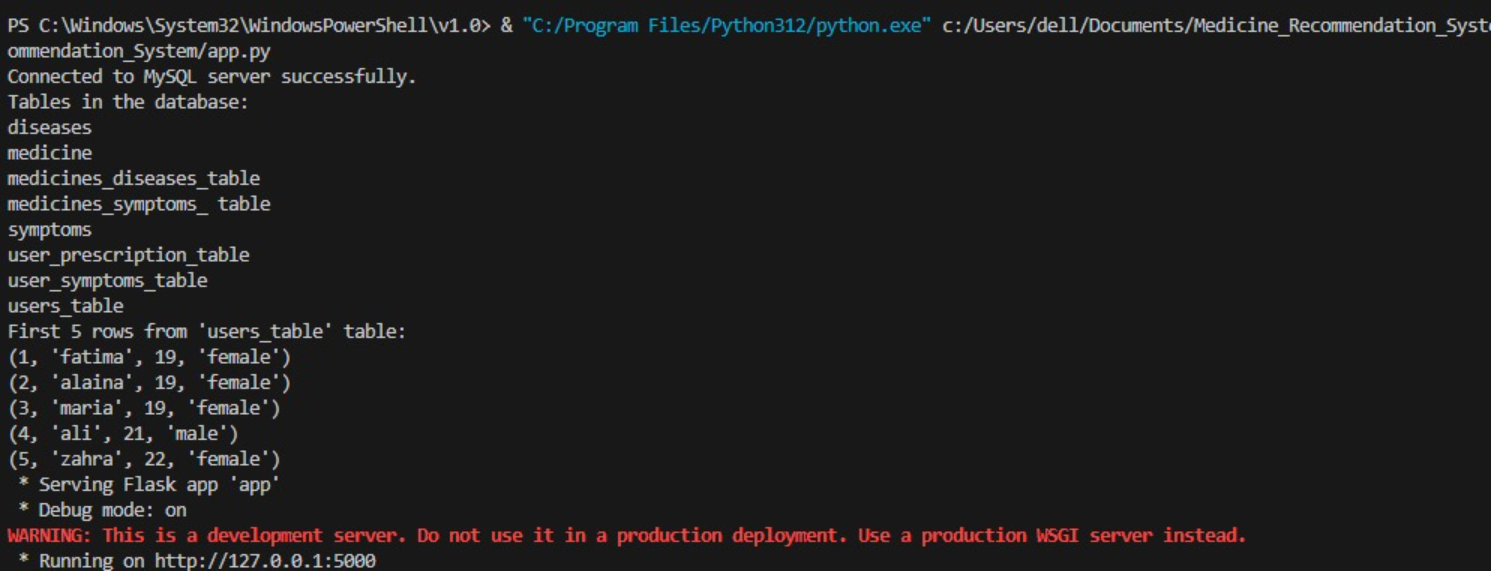 PS C:\Windows\System32\WindowsPowerShell\v1.0> & "C:/Program Files/Python312/python.exe" c:/Users/dell/Documents/Medicine_Recommendation_Syst
ommendation_System/app.py
Connected to MySQL server successfully.
Tables in the database:
diseases
medicine
medicines_diseases_table
medicines_symptoms_ table
symptoms
user_prescription_table
user_symptoms_table
users_table
First 5 rows from 'users_table' table:
(1, 'fatima', 19, 'female')
(2, 'alaina', 19, 'female')
(3, 'maria', 19, 'female')
(4, 'ali', 21, 'male')
(5, 'zahra', 22, 'female')
 * Serving Flask app 'app'
 * Debug mode: on
WARNING: This is a development server. Do not use it in a production deployment. Use a production WSGI server instead.
 * Running on http://127.0.0.1:5000